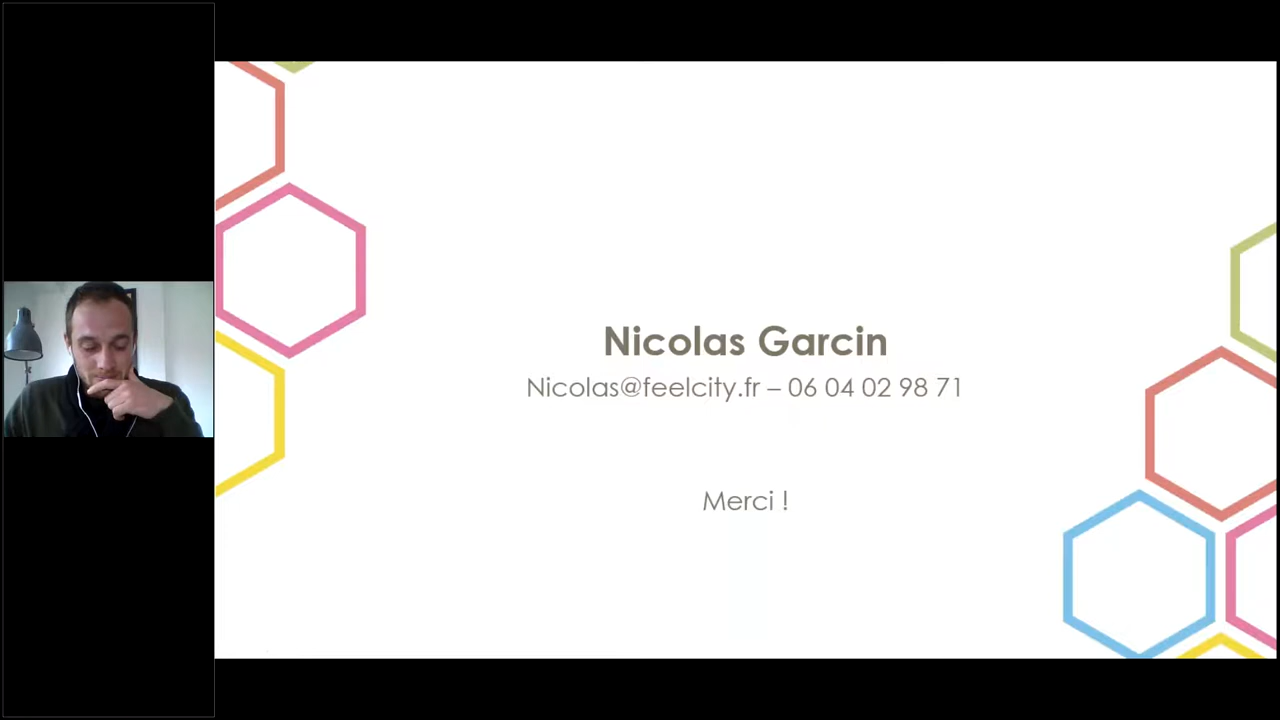 Nicolas Garcin
Nicolas@feelcity.fr – 06 04 02 98 71
Merci !